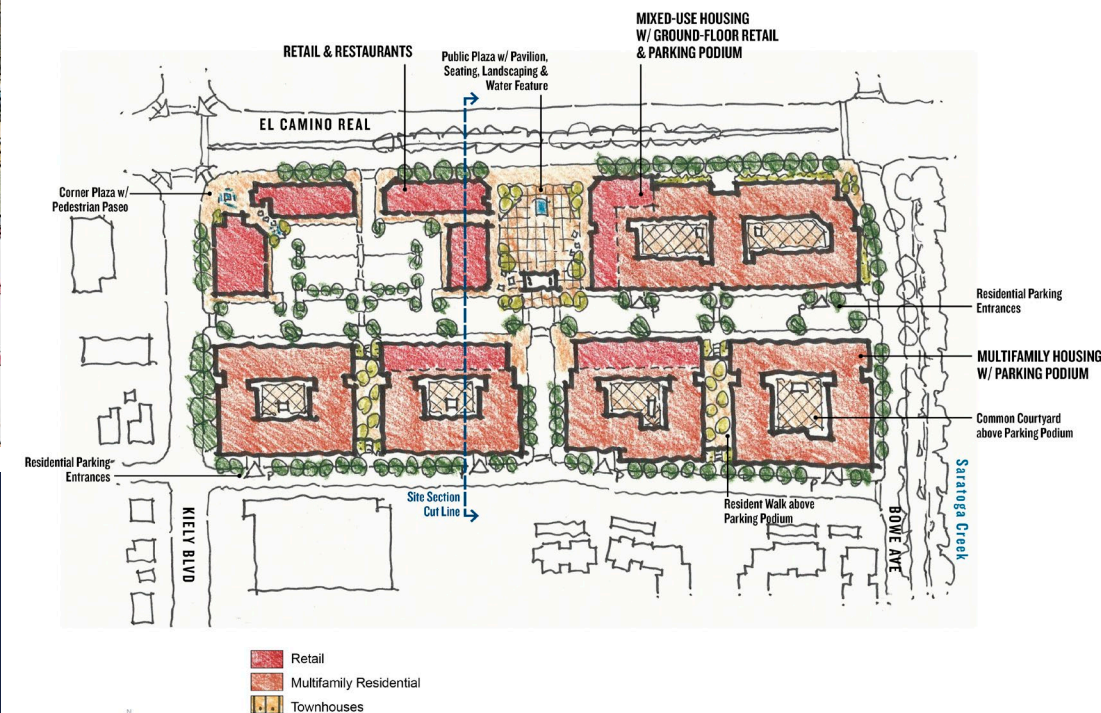 MIXED-USE HOUSING
W/ GROUND-FLOOR RETAIL
& PARKING PODIUM
RETAIL & RESTAURANTS
Public Plaza w/ Pavilion,
Seating, Landscaping &
Water Feature
EL CAMINO REAL
Corner Plaza w/
Pedestrian Paseo
Residential Parking
Entrances
MULTIFAMILY HOUSING
W/ PARKING PODIUM
Common Courtyard
above Parking Podium
Residential Parking
Entrances
Site Section
Cut Line
Resident Walk above
Parking Podium
KIELY BLVD
BOWE AVE
Saratoga Creek
P
P
P
P
P
P
Retail
Multifamily Residential
Townhouses